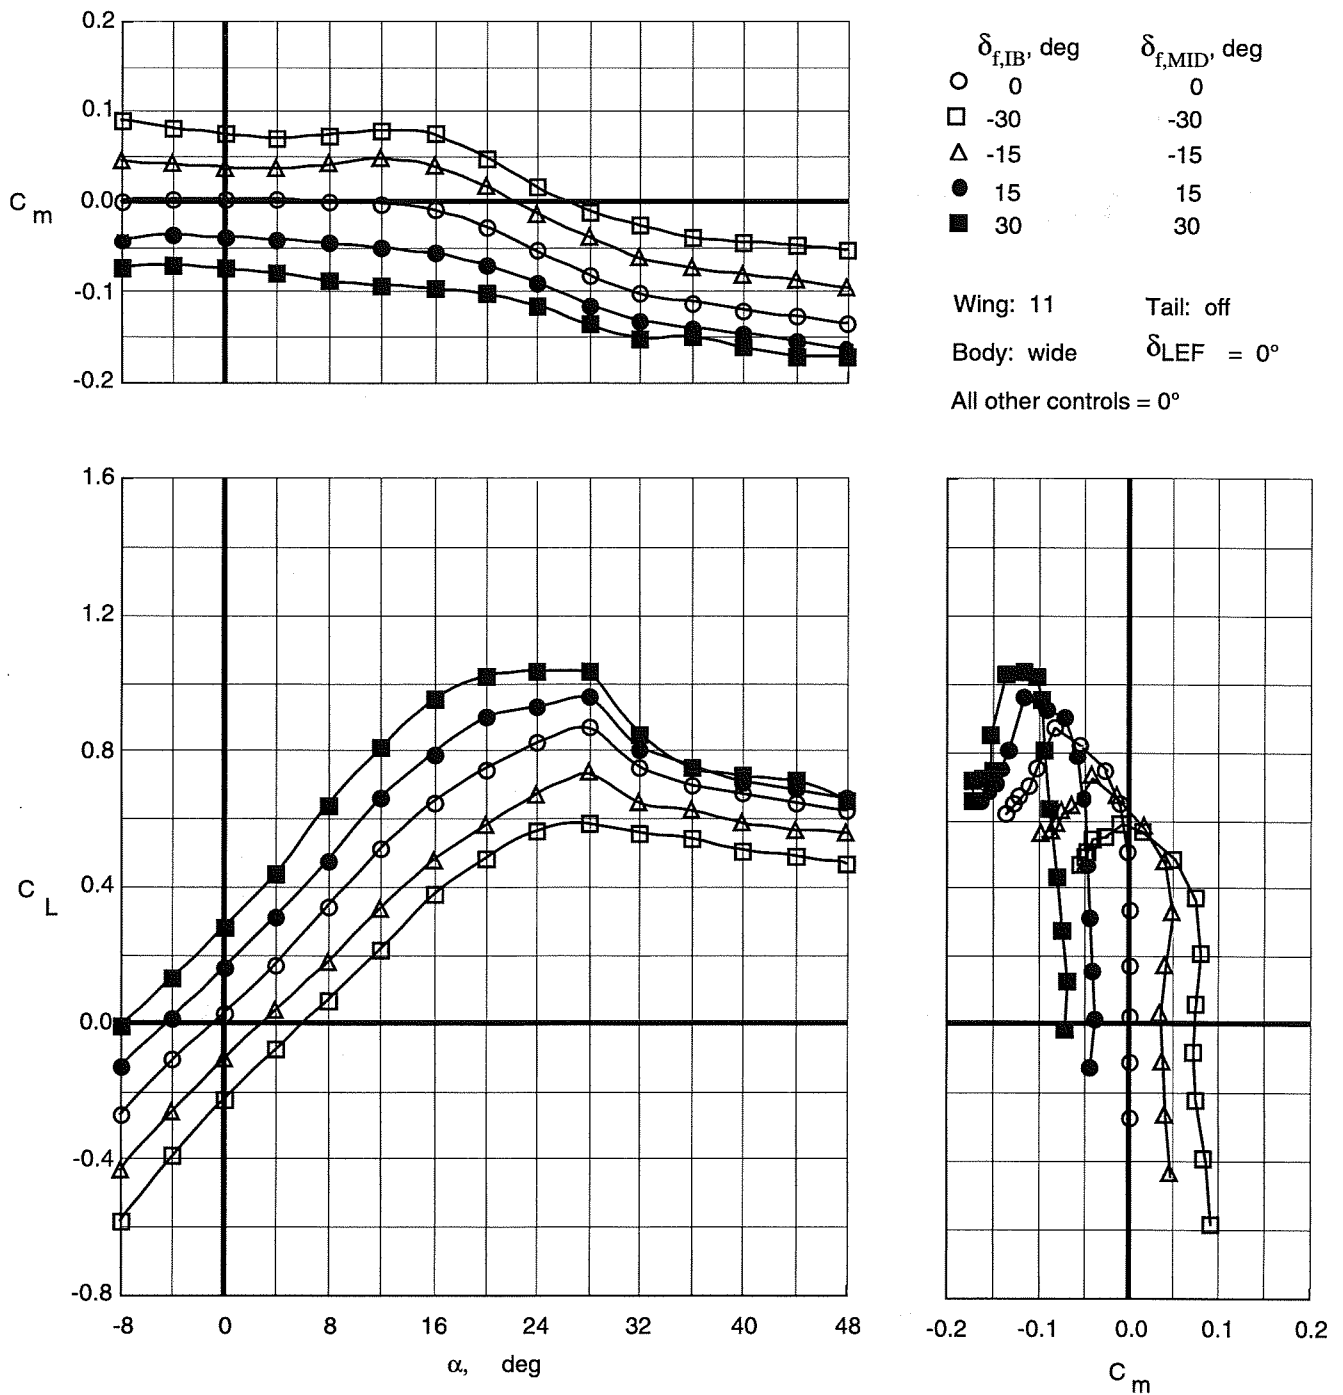 0.2
0.1
0.0
-0.1
-0.2
C m
δf,IB, deg δf,MID, deg
0 0
-30 -30
-15 -15
15 15
30 30
Wing: 11 Tail: off
Body: wide δLEF = 0°
All other controls = 0°
1.6
1.2
0.8
0.4
0.0
-0.4
-0.8
C L
-8 0 8 16 24 32 40 48
α, deg
-0.2 -0.1 0.0 0.1 0.2
C m